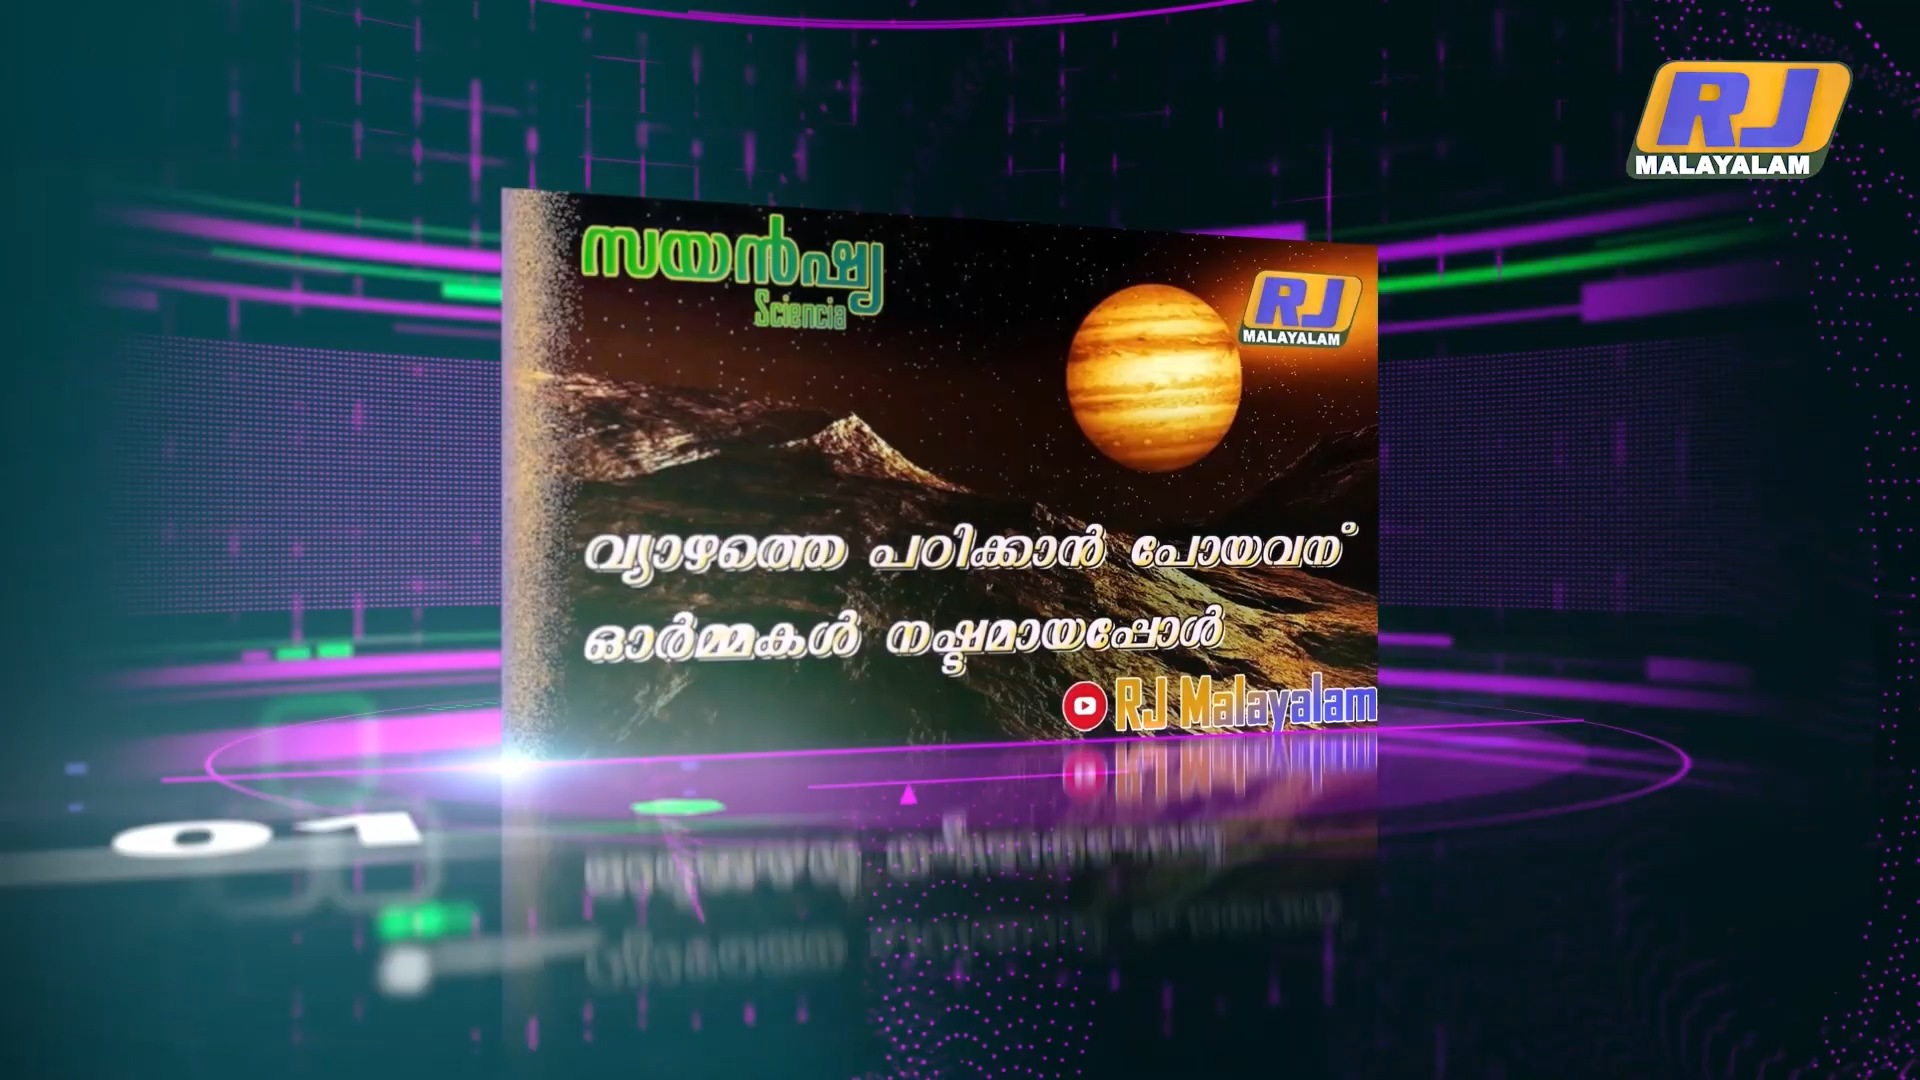 RJ
MALAYALAM
സയൻഷ്യ
Sciencia
RJ
MALAYALAM
വ്യാഴത്തെ പഠിക്കാൻ പോയവന്
ഓർമ്മകൾ നഷ്ടമായപ്പോൾ
RJ Malayalam
01